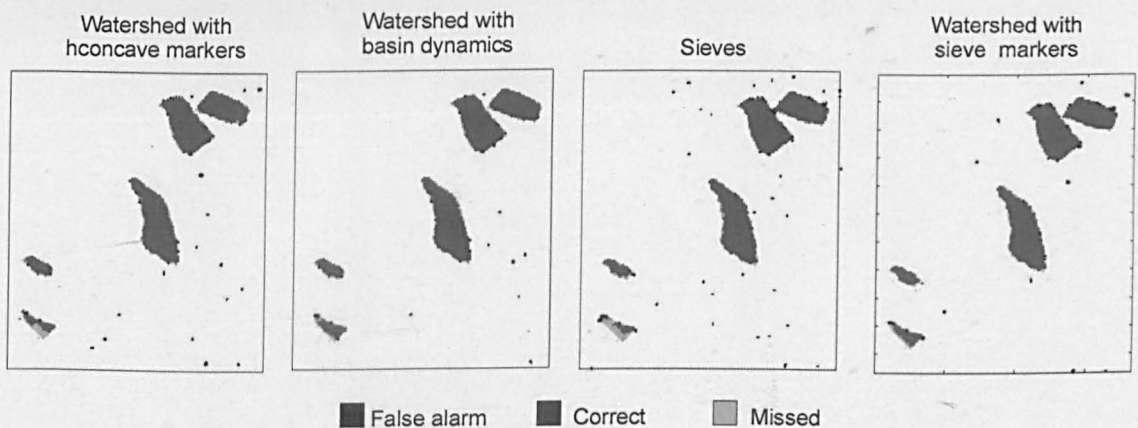 Watershed with
hconcave markers
Watershed with
basin dynamics
Sieves
Watershed with
sieve markers
False alarm
Correct
Missed